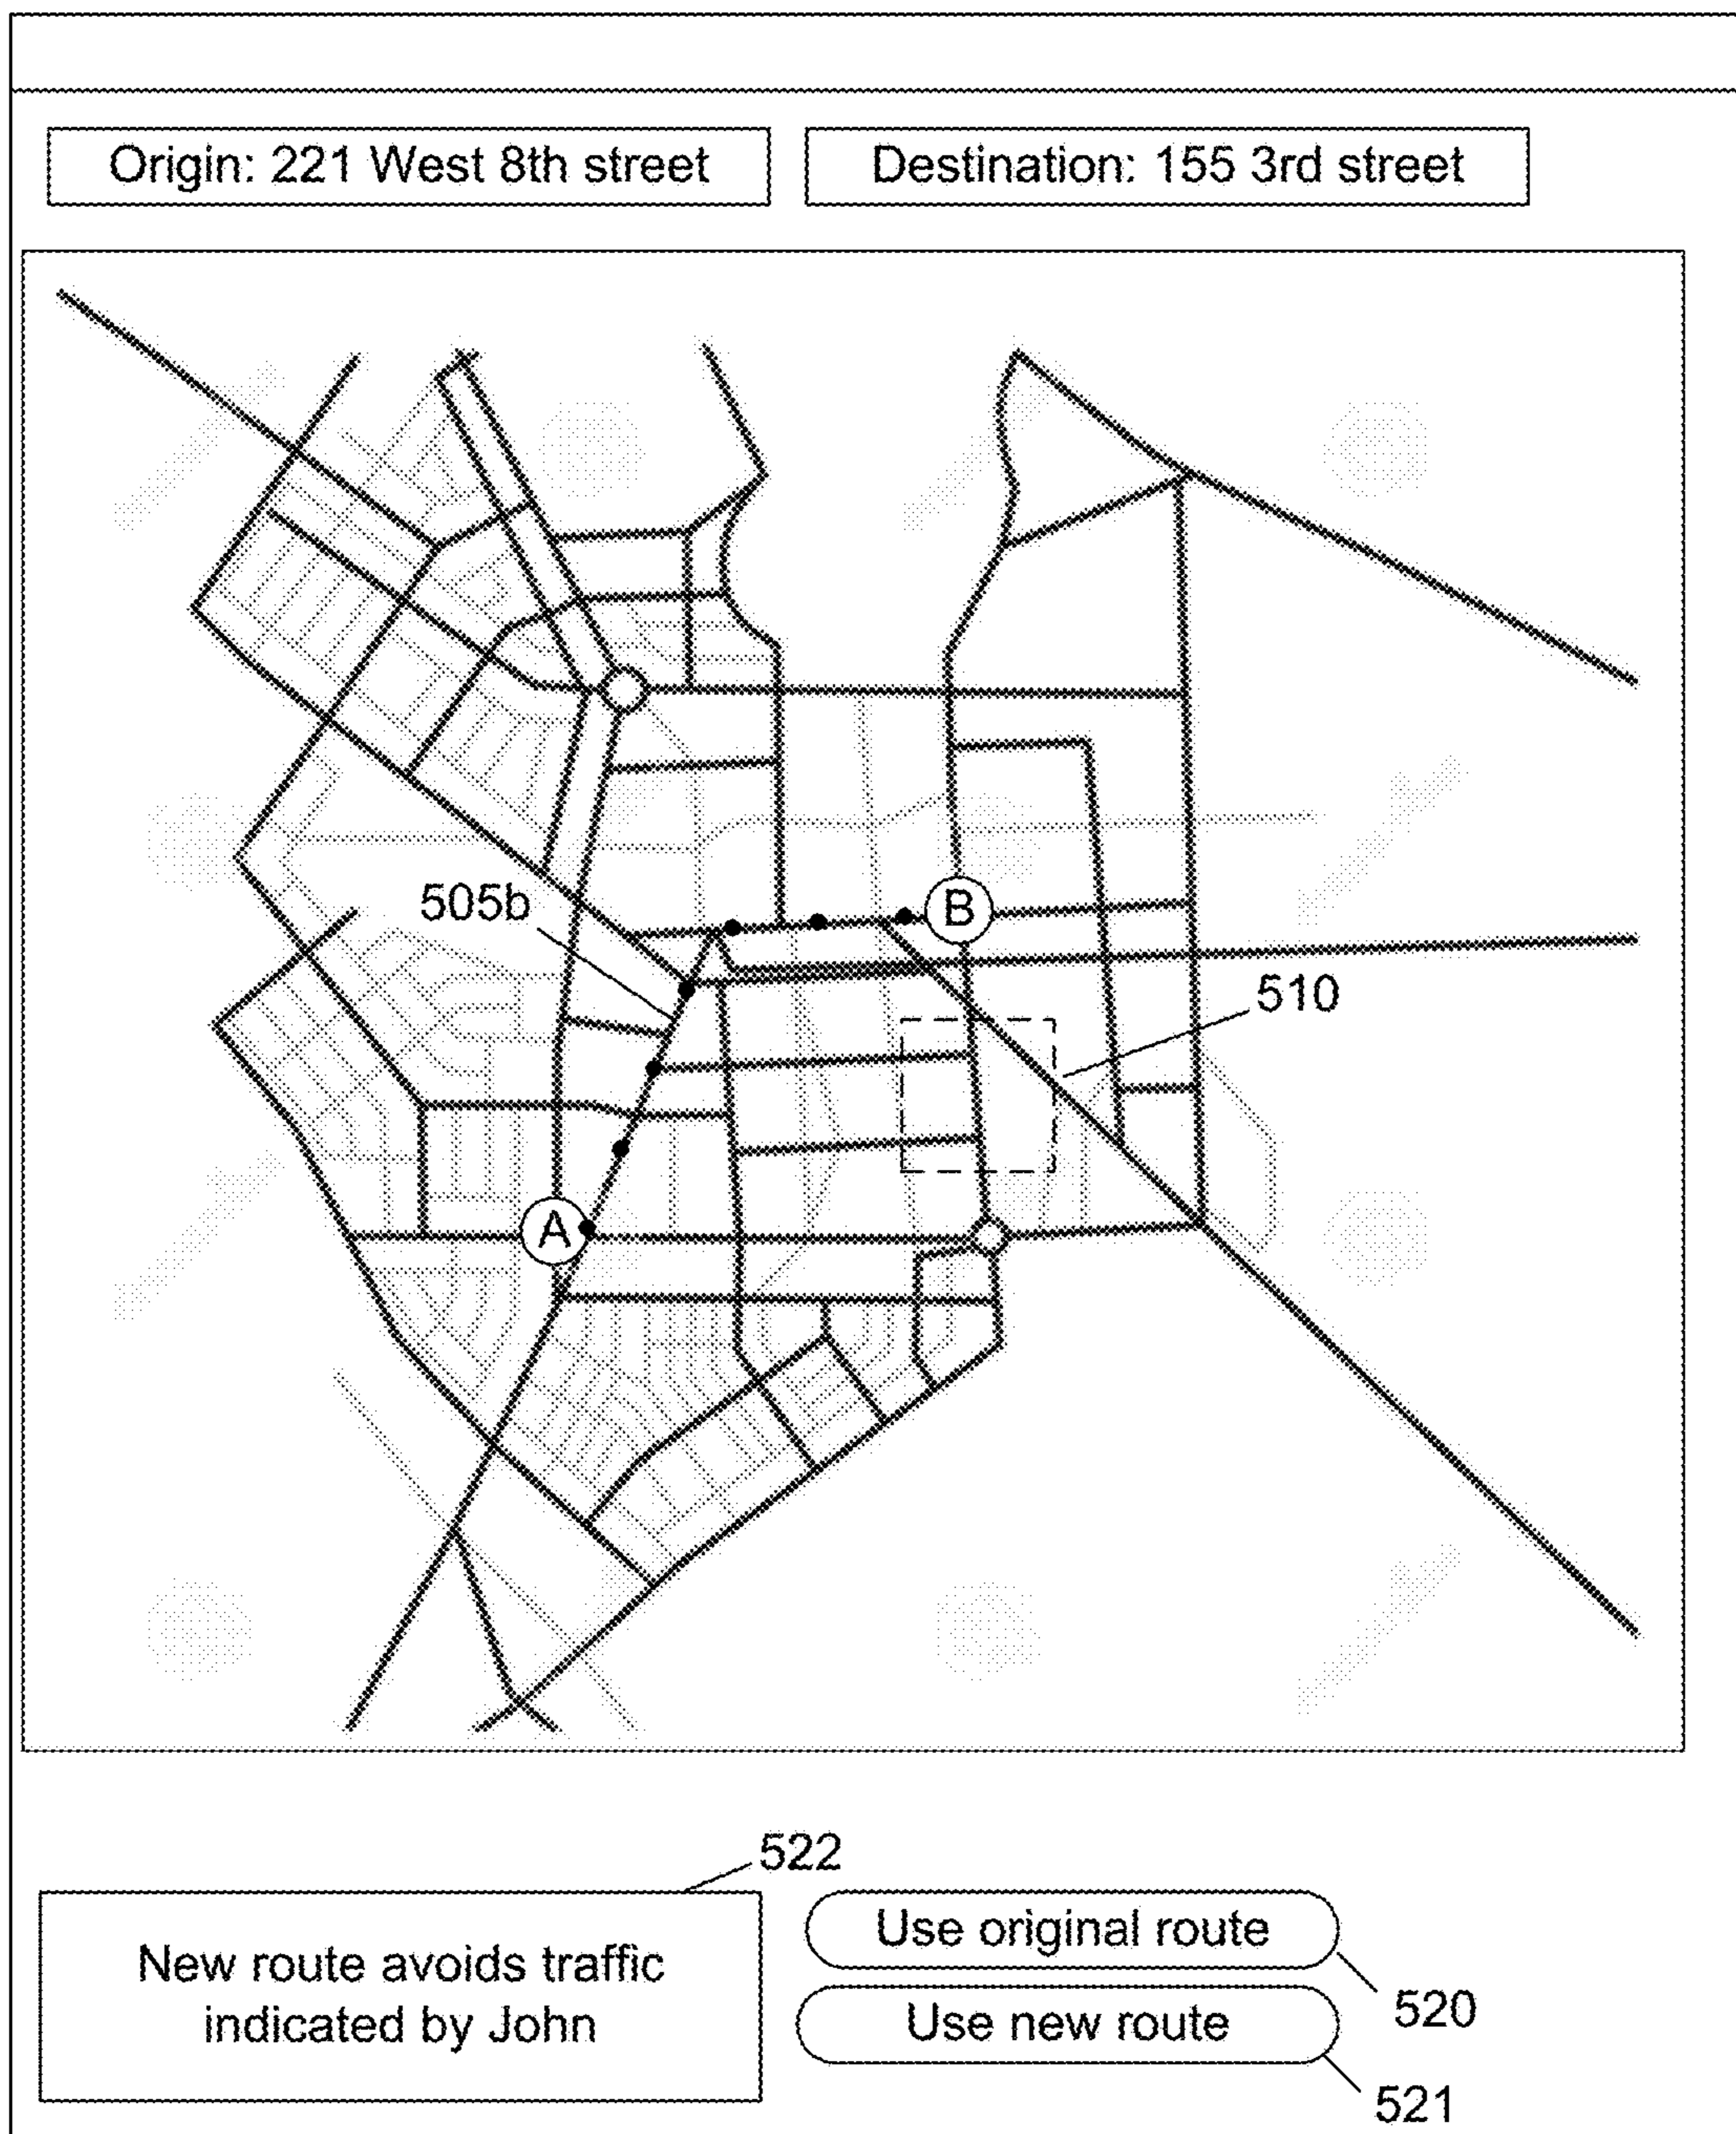 Origin: 221 West 8th street
Destination: 155 3rd street
505b
B
510
A
522
New route avoids traffic
indicated by John
Use original route
520
Use new route
521